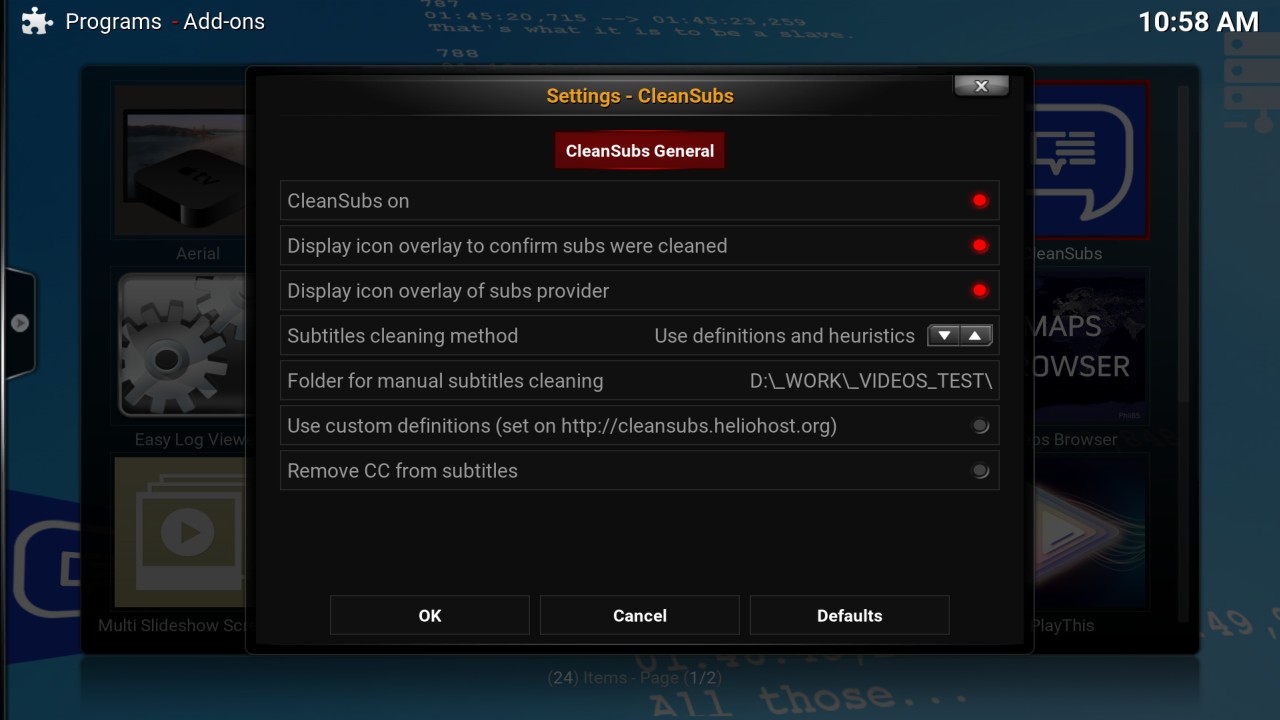 787
01:45:20,715 --> 01:45:23,259
Programs - Add-ons
That's what it is to be a slave.
10:58 AM
788
Settings - CleanSubs
CleanSubs General
CleanSubs on
Display icon overlay to confirm subs were cleaned
Display icon overlay of subs provider
Subtitles cleaning method Use definitions and heuristics
Folder for manual subtitles cleaning D:\_WORK\_VIDEOS_TEST\
Use custom definitions (set on http://cleansubs.heliohost.org)
Remove CC from subtitles
OK Cancel Defaults
tv
Aerial
leanSubs
MAPS
OWSER
Easy Log View
ps Browser
Multi Slideshow Scr
PlayThis
(24) Items - Page (1/2)
All those...